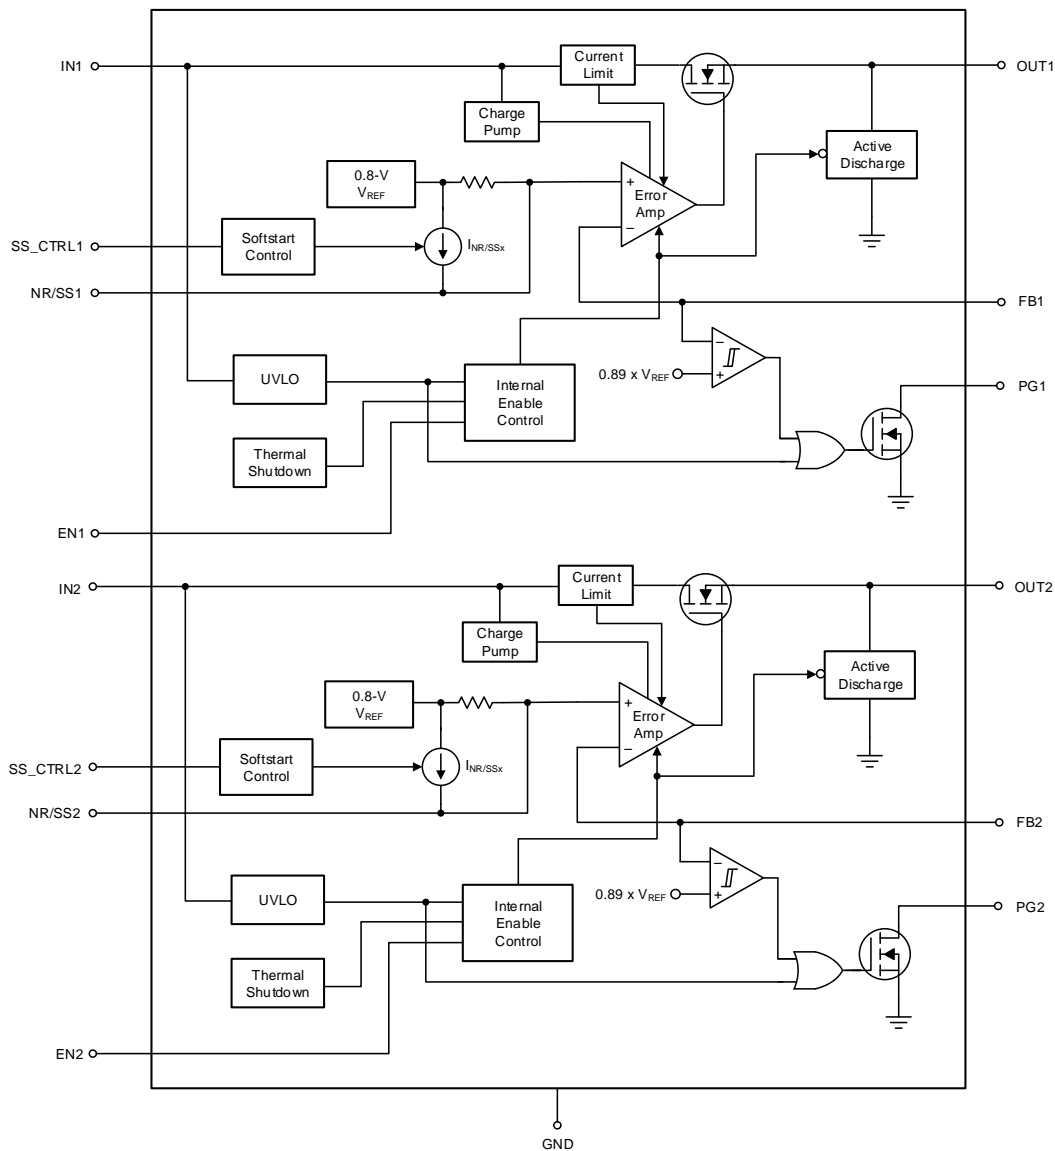 IN1
Current
Limit
OUT1
Charge
Pump
Active
Discharge
0.8-V
VREF
+
Error
Amp
−
SS_CTRL1
Softstart
Control
INR/SSx
NR/SS1
FB1
UVLO
Internal
Enable
Control
−
0.89 x VREF
+
PG1
Thermal
Shutdown
EN1
IN2
Current
Limit
OUT2
Charge
Pump
Active
Discharge
0.8-V
VREF
+
Error
Amp
−
SS_CTRL2
Softstart
Control
INR/SSx
NR/SS2
FB2
UVLO
Internal
Enable
Control
−
0.89 x VREF
+
PG2
Thermal
Shutdown
EN2
GND